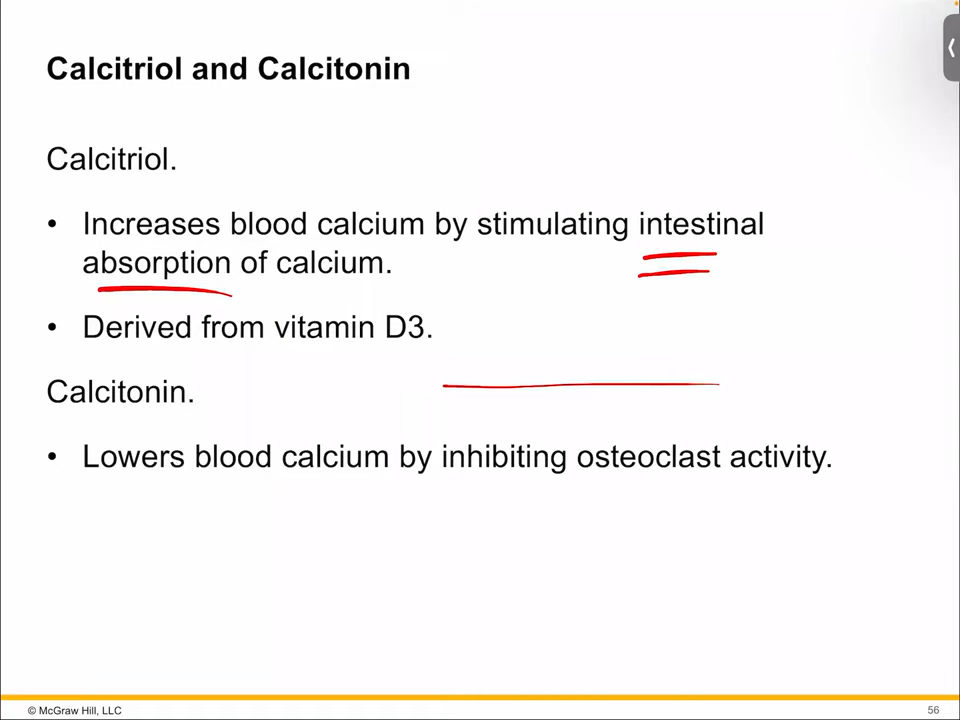 Calcitriol and Calcitonin
Calcitriol.
• Increases blood calcium by stimulating intestinal
absorption of calcium.
• Derived from vitamin D3.
Calcitonin.
• Lowers blood calcium by inhibiting osteoclast activity.
© McGraw Hill, LLC
56